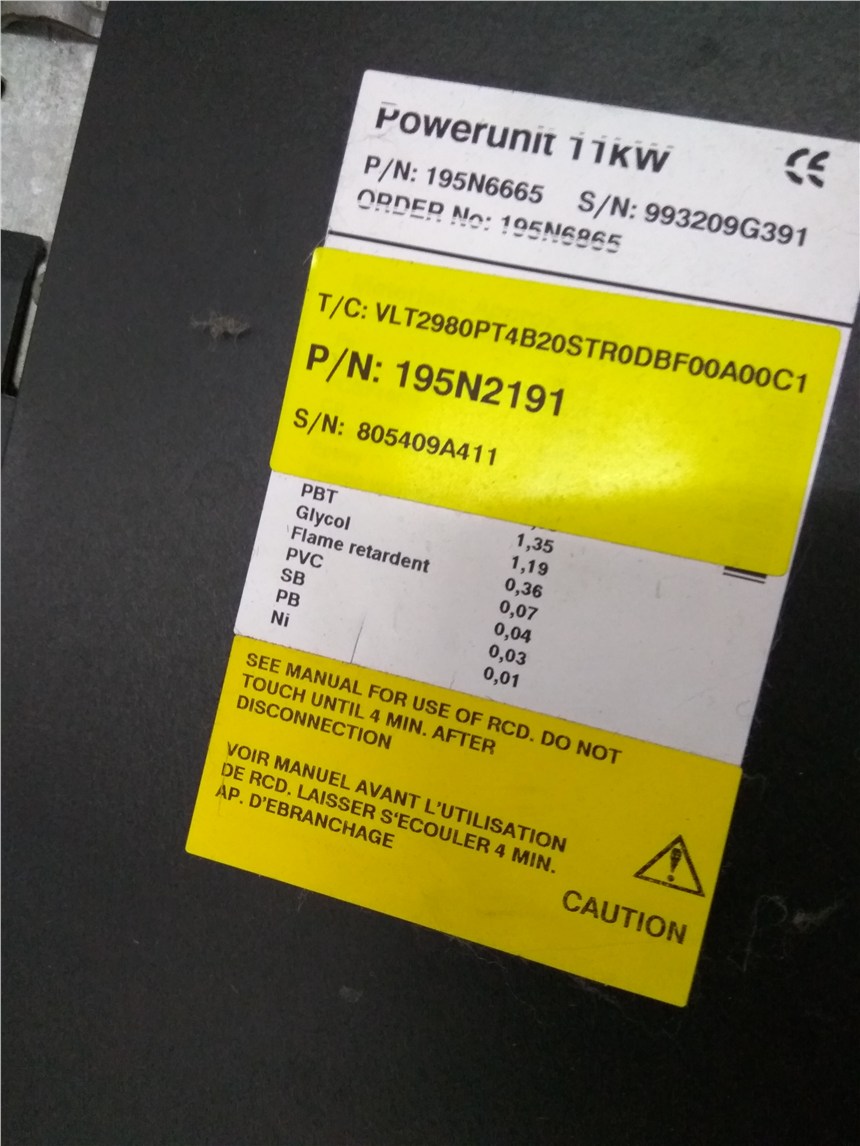 Powerunit 11kW
CE
P/N: 195N6665 S/N: 993209G391
ORDER No: 195N6865
T/C: VLT2980PT4B20STR0DBF00A00C1
P/N: 195N2191
S/N: 805409A411
PBT
Glycol 1,35
Flame retardent 1,19
PVC 0,36
SB 0,07
PB 0,04
Ni 0,03
0,01
SEE MANUAL FOR USE OF RCD. DO NOT
TOUCH UNTIL 4 MIN. AFTER
DISCONNECTION
VOIR MANUEL AVANT L'UTILISATION
DE RCD. LAISSER S'ECOULER 4 MIN.
AP. D'EBRANCHAGE
CAUTION